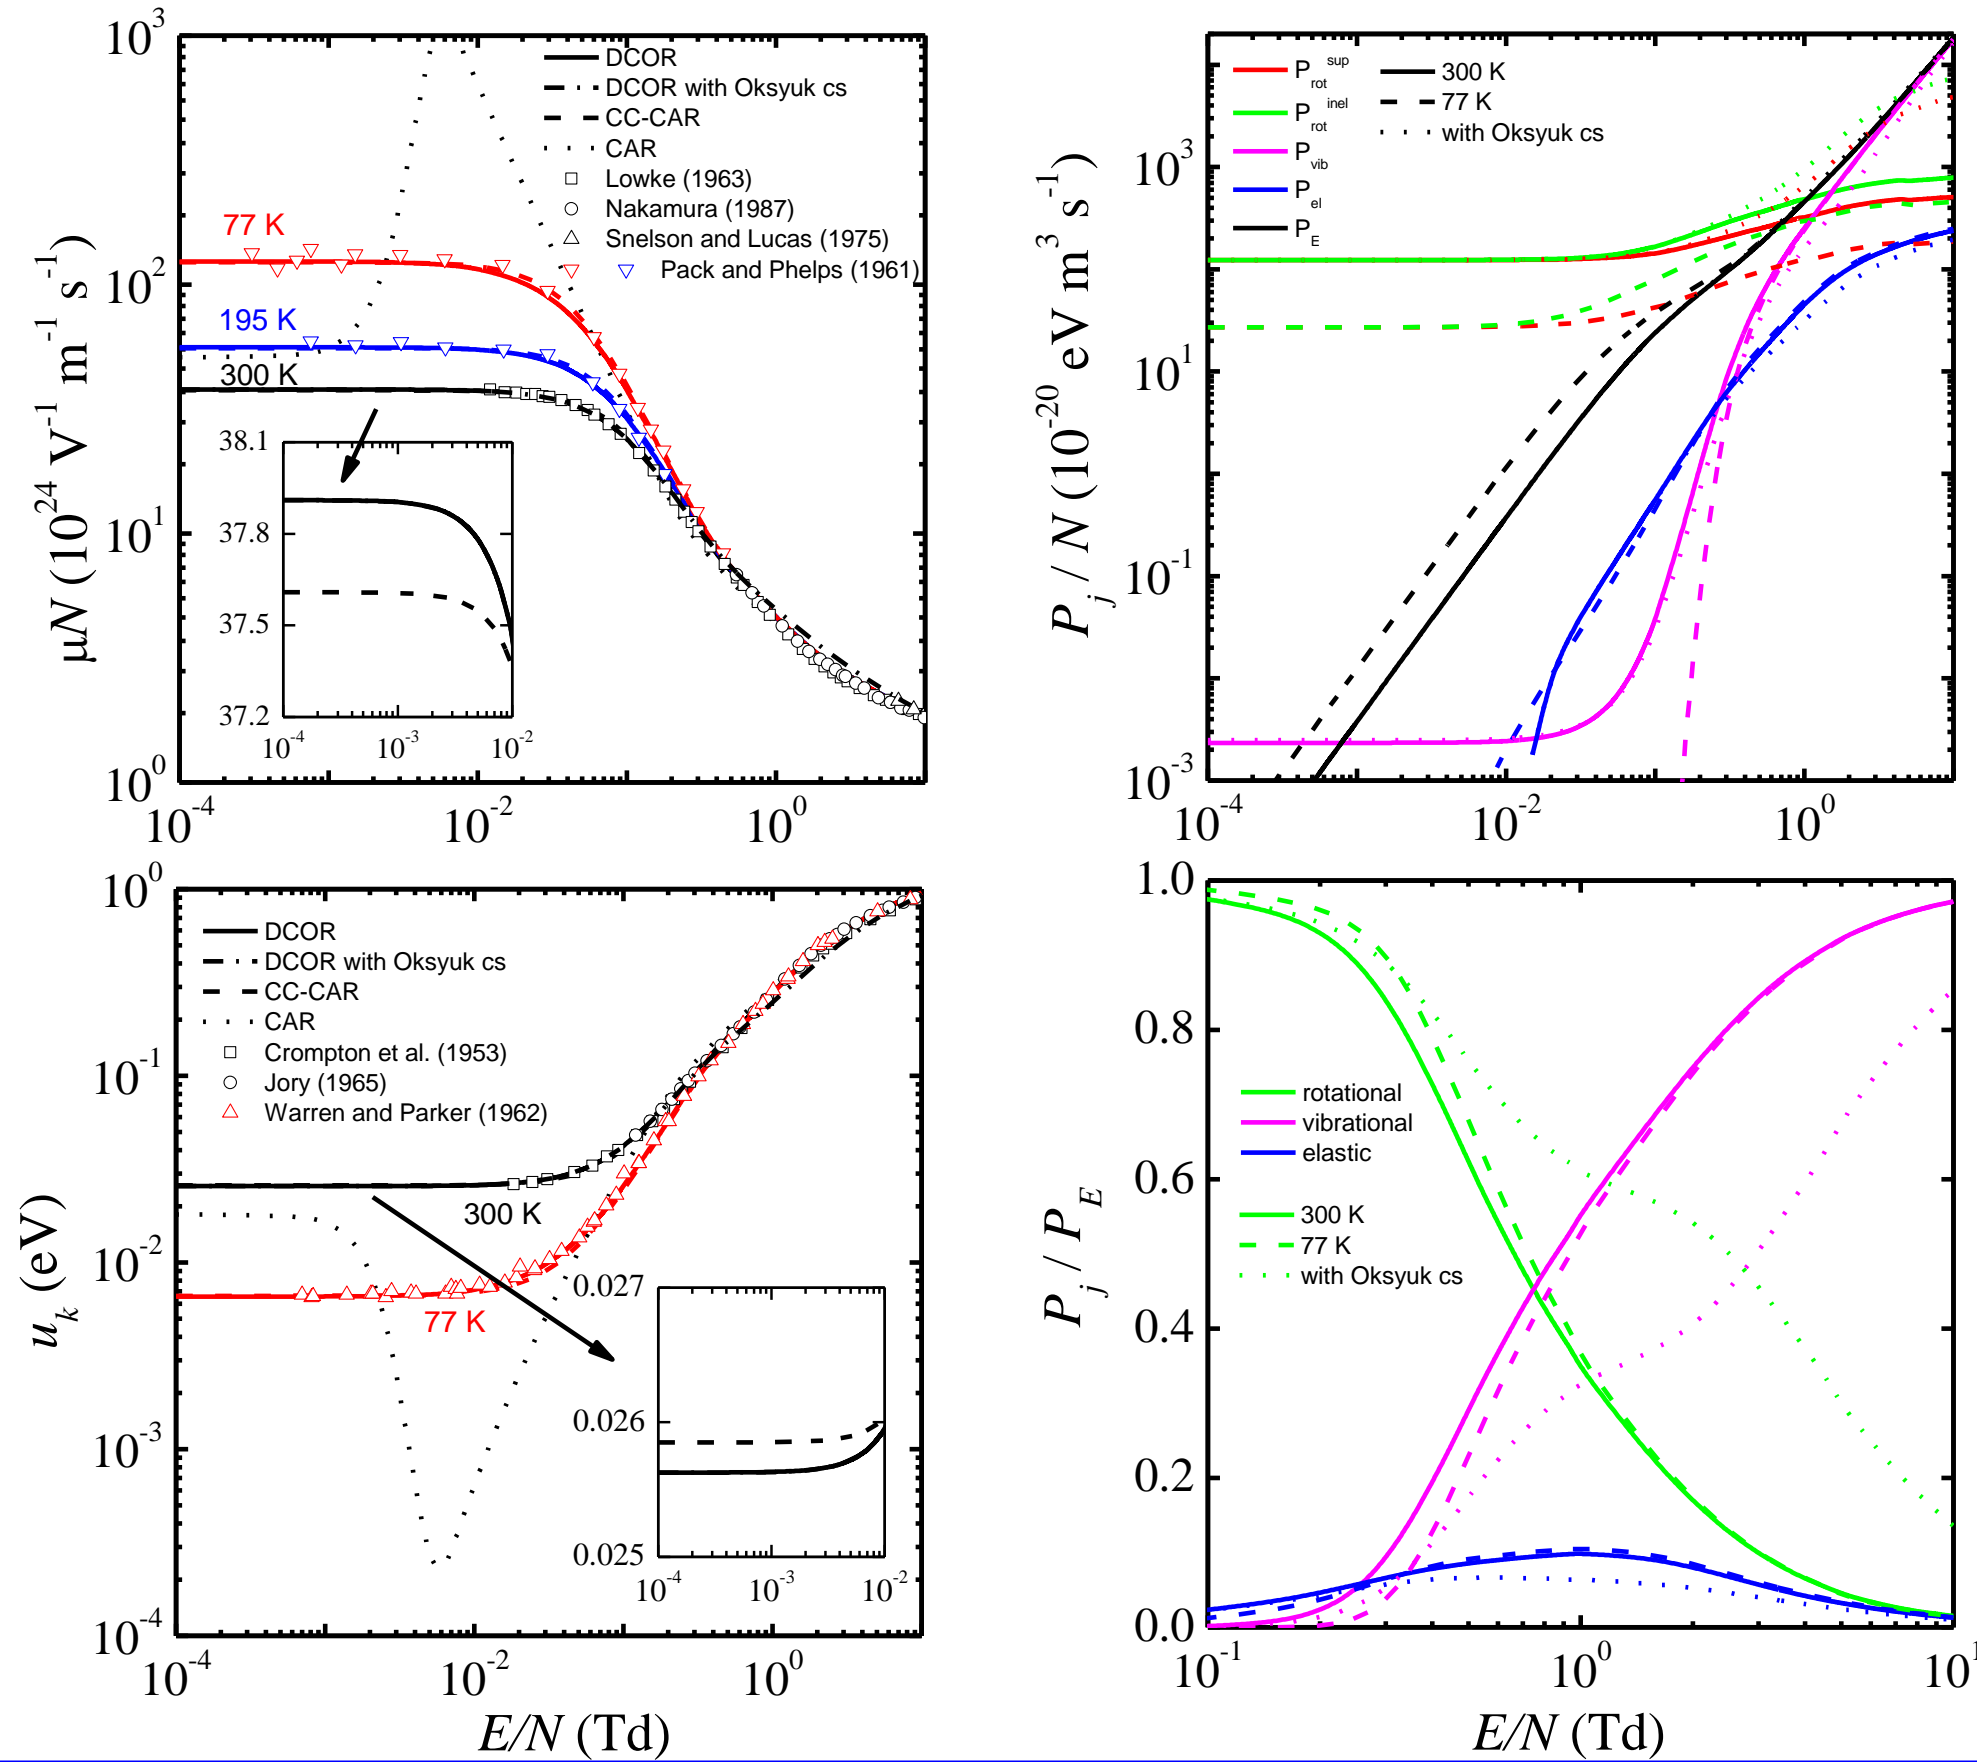 10^3
10^2
10^1
10^0
μN (10^24 V^-1 m^-1 s^-1)
DCOR
DCOR with Oksyuk cs
CC-CAR
CAR
Lowke (1963)
Nakamura (1987)
Snelson and Lucas (1975)
Pack and Phelps (1961)
77 K
195 K
300 K
38.1
37.8
37.5
37.2
10^-4 10^-3 10^-2
10^-4 10^-2 10^0
P_rot^sup
P_rot^inel
P_vib
P_el
P_E
300 K
77 K
with Oksyuk cs
P_j / N (10^-20 eV m^3 s^-1)
10^3
10^1
10^-1
10^-3
10^-4 10^-2 10^0
10^0
10^-1
10^-2
10^-3
10^-4
u_k (eV)
DCOR
DCOR with Oksyuk cs
CC-CAR
CAR
Crompton et al. (1953)
Jory (1965)
Warren and Parker (1962)
300 K
77 K
0.027
0.026
0.025
10^-4 10^-3 10^-2
10^-4 10^-2 10^0
E/N (Td)
1.0
0.8
0.6
0.4
0.2
0.0
P_j / P_E
rotational
vibrational
elastic
300 K
77 K
with Oksyuk cs
10^-1 10^0 10^1
E/N (Td)